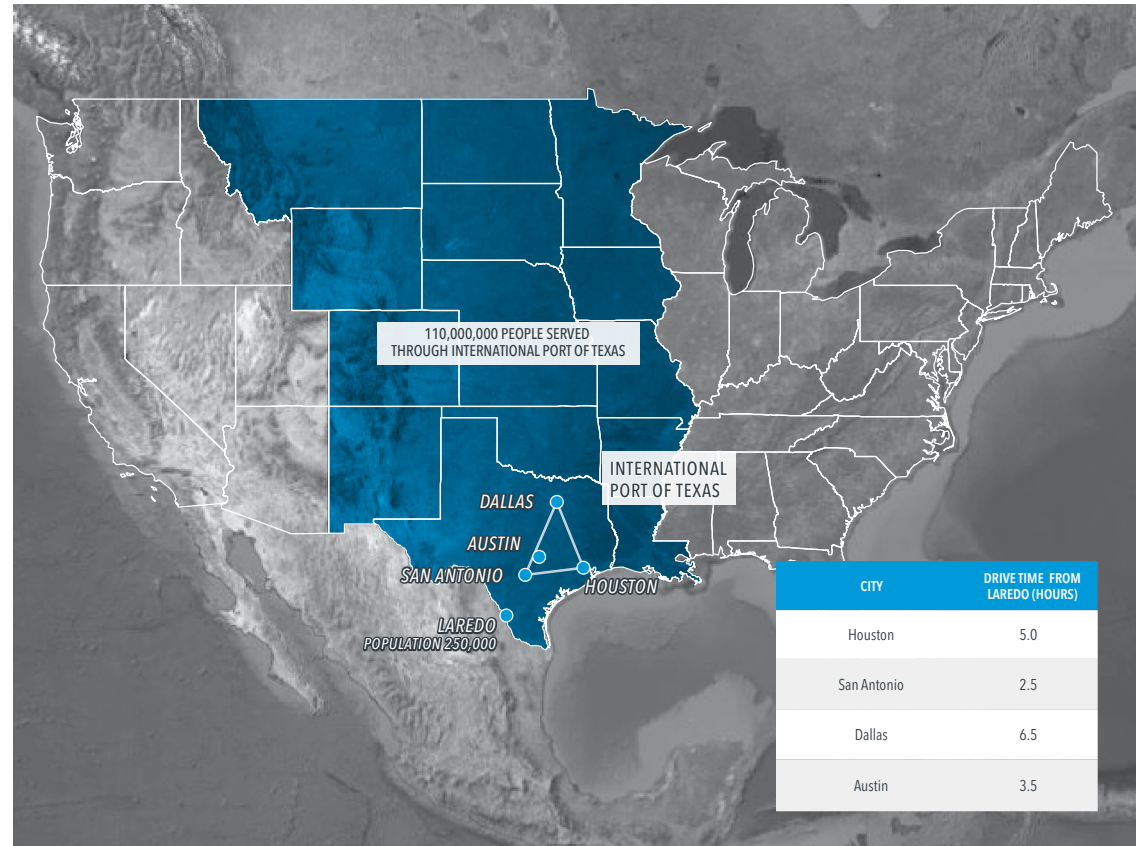 110,000,000 PEOPLE SERVED
THROUGH INTERNATIONAL PORT OF TEXAS
INTERNATIONAL
PORT OF TEXAS
DALLAS
AUSTIN
SAN ANTONIO
HOUSTON
LAREDO
POPULATION 250,000
CITY DRIVE TIME FROM
LAREDO (HOURS)
Houston 5.0
San Antonio 2.5
Dallas 6.5
Austin 3.5